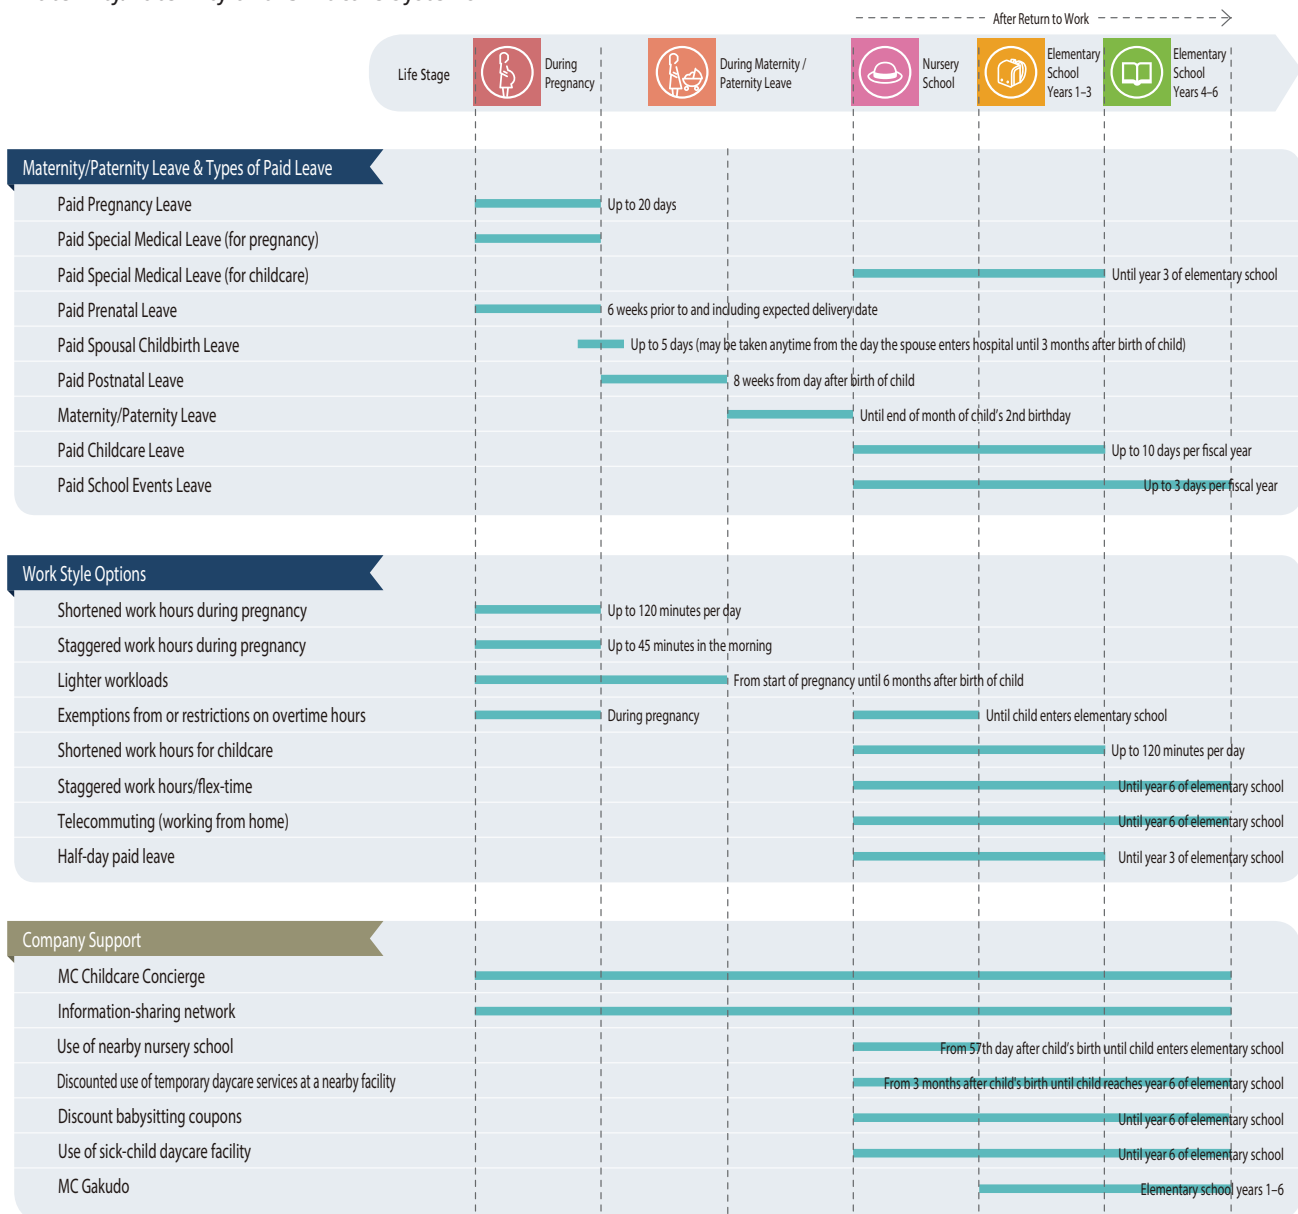 After Return to Work
Life Stage
During
Pregnancy
During Maternity /
Paternity Leave
Nursery
School
Elementary
School
Years 1–3
Elementary
School
Years 4–6
Maternity/Paternity Leave & Types of Paid Leave
Paid Pregnancy Leave
Up to 20 days
Paid Special Medical Leave (for pregnancy)
Paid Special Medical Leave (for childcare)
Until year 3 of elementary school
Paid Prenatal Leave
6 weeks prior to and including expected delivery date
Paid Spousal Childbirth Leave
Up to 5 days (may be taken anytime from the day the spouse enters hospital until 3 months after birth of child)
Paid Postnatal Leave
8 weeks from day after birth of child
Maternity/Paternity Leave
Until end of month of child's 2nd birthday
Paid Childcare Leave
Up to 10 days per fiscal year
Paid School Events Leave
Up to 3 days per fiscal year
Work Style Options
Shortened work hours during pregnancy
Up to 120 minutes per day
Staggered work hours during pregnancy
Up to 45 minutes in the morning
Lighter workloads
From start of pregnancy until 6 months after birth of child
Exemptions from or restrictions on overtime hours
During pregnancy
Until child enters elementary school
Shortened work hours for childcare
Up to 120 minutes per day
Staggered work hours/flex-time
Until year 6 of elementary school
Telecommuting (working from home)
Until year 6 of elementary school
Half-day paid leave
Until year 3 of elementary school
Company Support
MC Childcare Concierge
Information-sharing network
Use of nearby nursery school
From 57th day after child's birth until child enters elementary school
Discounted use of temporary daycare services at a nearby facility
From 3 months after child's birth until child reaches year 6 of elementary school
Discount babysitting coupons
Until year 6 of elementary school
Use of sick-child daycare facility
Until year 6 of elementary school
MC Gakudo
Elementary school years 1–6